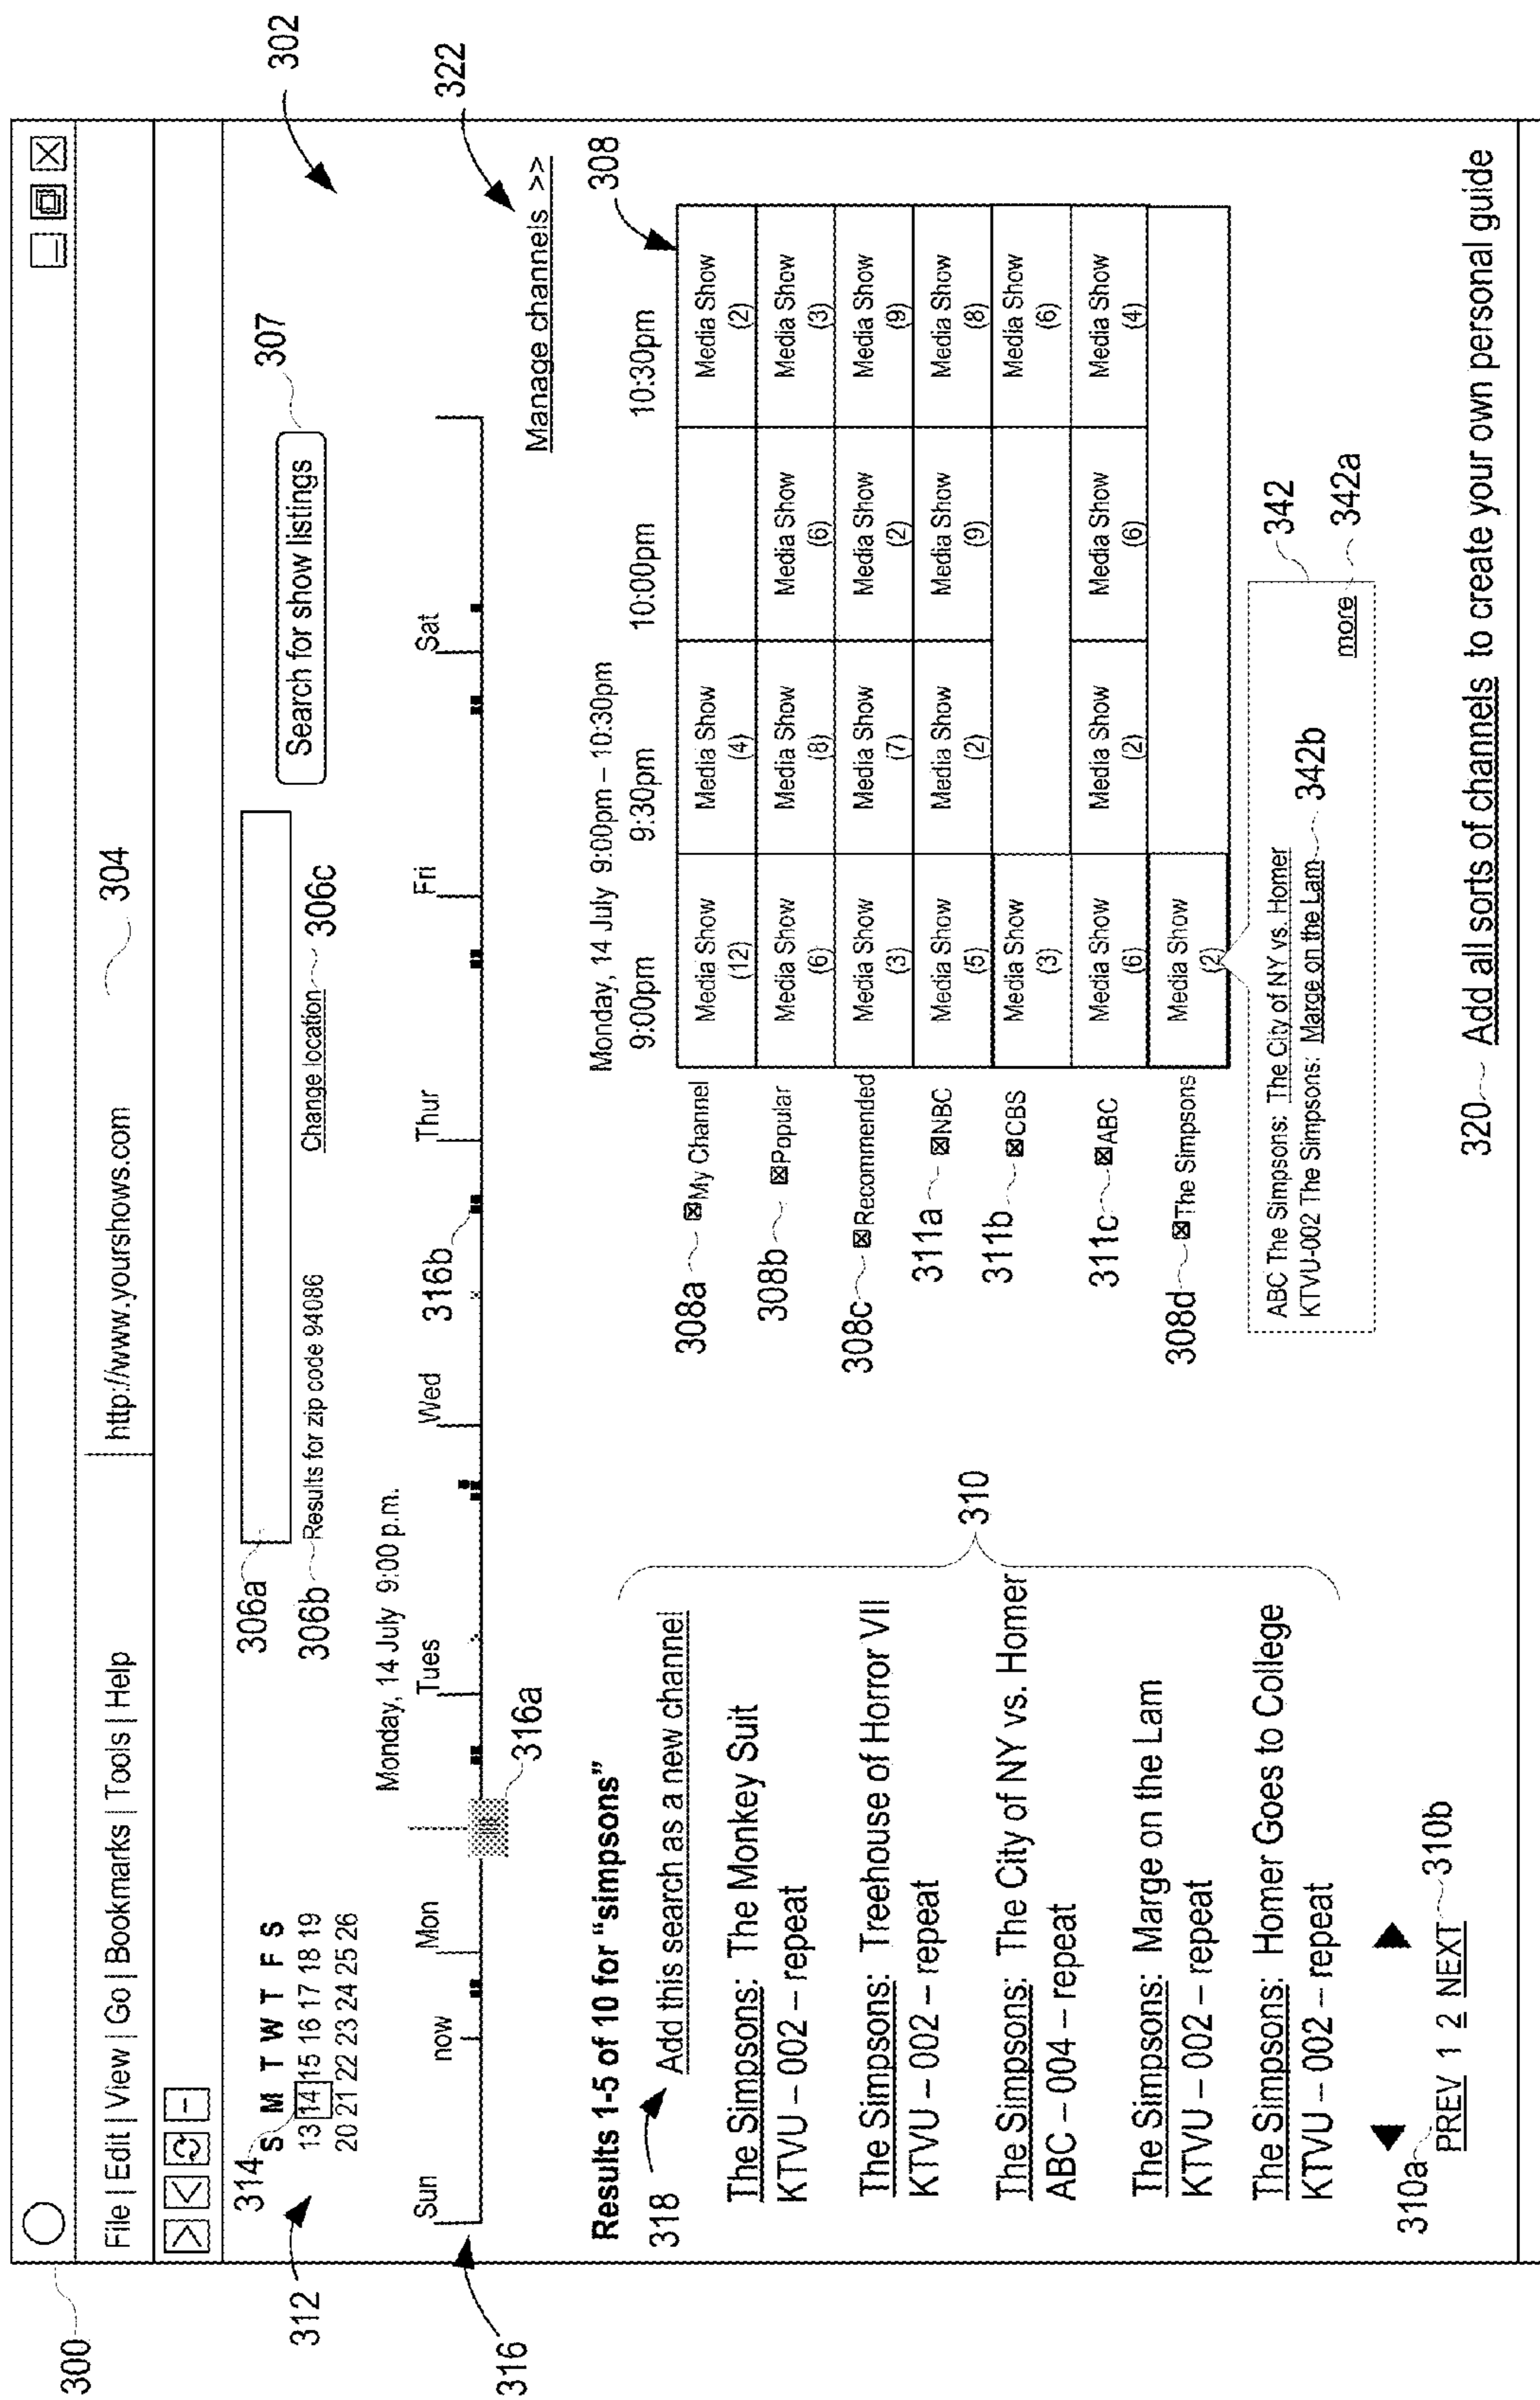 300
File | Edit | View | Go | Bookmarks | Tools | Help
http://www.yourshows.com
304
302
314
312
S M T W T F S
13 14 15 16 17 18 19
20 21 22 23 24 25 26
306a
306b
Results for zip code 94086
Change location
306c
Search for show listings
307
Monday, 14 July 9:00 p.m.
Sun
now
Mon
Tues
Wed
Thur
Fri
Sat
316
316a
316b
Manage channels >>
322
Results 1-5 of 10 for “simpsons”
318
Add this search as a new channel
The Simpsons: The Monkey Suit
KTVU – 002 – repeat
The Simpsons: Treehouse of Horror VII
KTVU – 002 – repeat
The Simpsons: The City of NY vs. Homer
ABC – 004 – repeat
The Simpsons: Marge on the Lam
KTVU – 002 – repeat
The Simpsons: Homer Goes to College
KTVU – 002 – repeat
310
310a
PREV 1 2 NEXT
310b
Monday, 14 July 9:00pm – 10:30pm
9:00pm 9:30pm 10:00pm 10:30pm
308
308a My Channel
Media Show (12)
Media Show (4)
Media Show (2)
308b Popular
Media Show (6)
Media Show (8)
Media Show (6)
Media Show (3)
308c Recommended
Media Show (3)
Media Show (7)
Media Show (2)
Media Show (9)
311a NBC
Media Show (5)
Media Show (2)
Media Show (9)
Media Show (8)
311b CBS
Media Show (3)
Media Show (6)
311c ABC
Media Show (6)
Media Show (2)
Media Show (6)
Media Show (4)
308d The Simpsons
Media Show (2)
ABC The Simpsons: The City of NY vs. Homer
KTVU-002 The Simpsons: Marge on the Lam
342b
more
342
342a
320
Add all sorts of channels to create your own personal guide